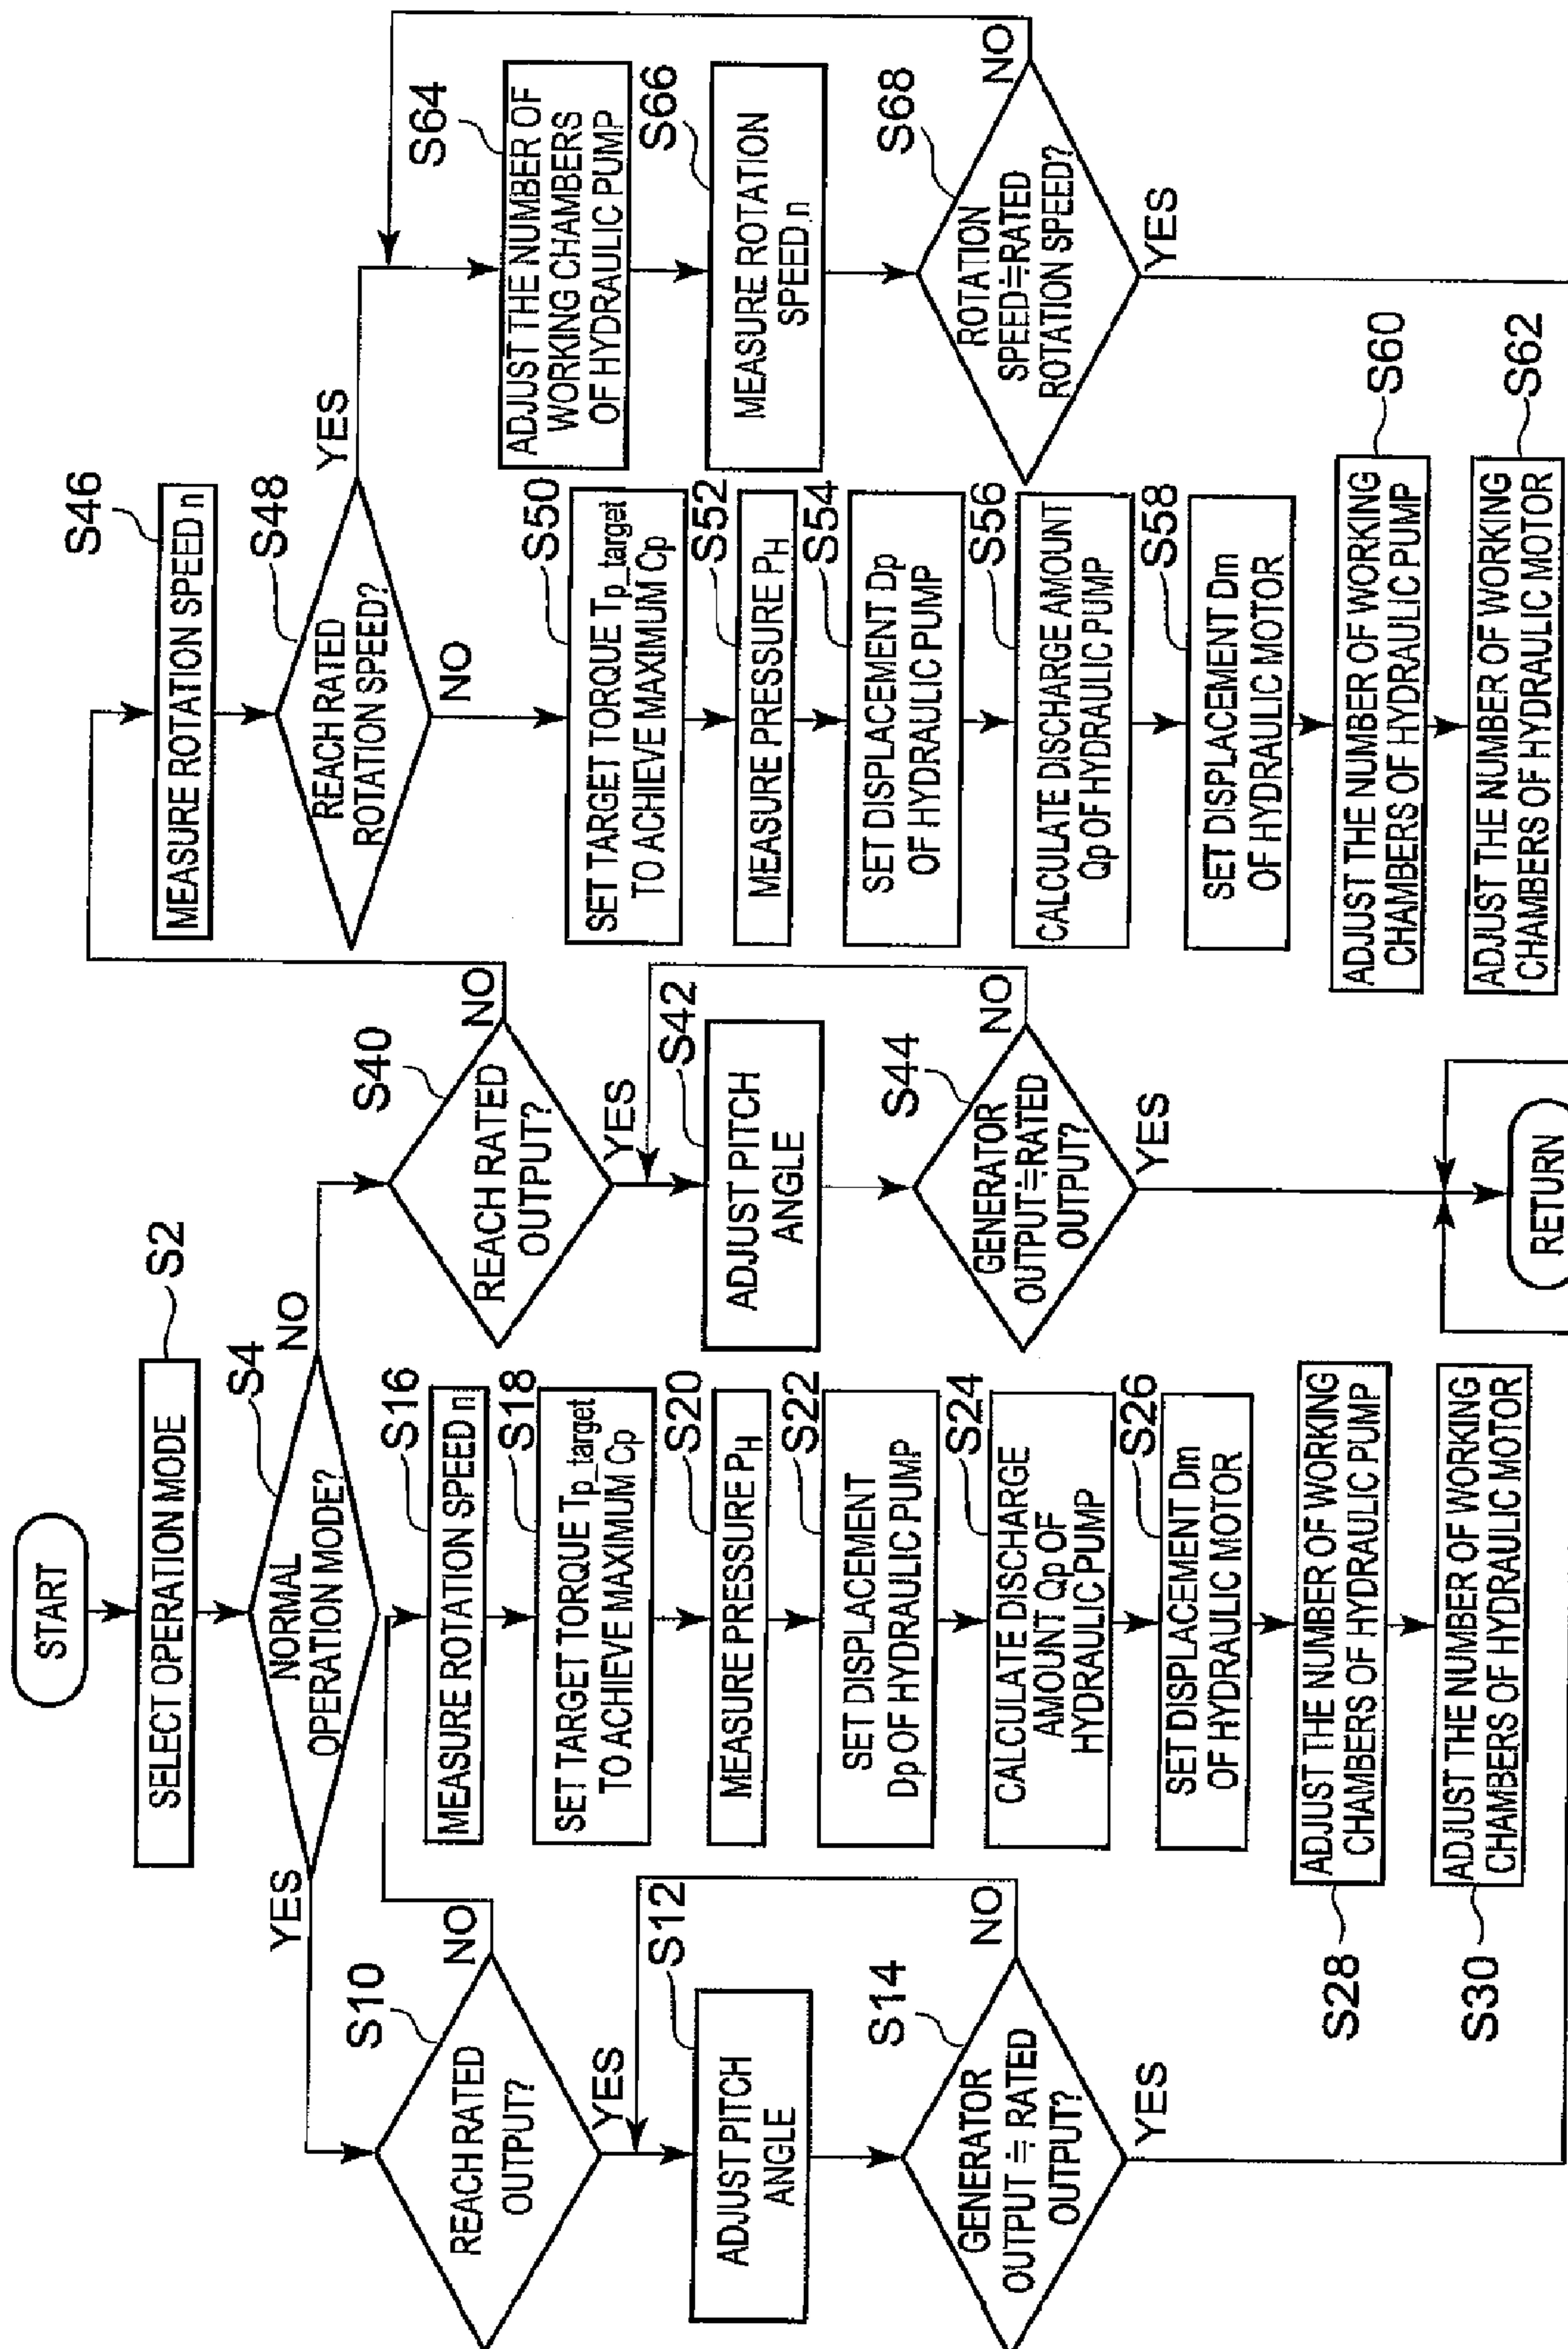 START
SELECT OPERATION MODE
S2
NORMAL
OPERATION MODE?
S4
YES
NO
REACH RATED
OUTPUT?
S10
NO
YES
ADJUST PITCH
ANGLE
S12
GENERATOR
OUTPUT ≒ RATED
OUTPUT?
S14
NO
YES
MEASURE ROTATION SPEED n
S16
SET TARGET TORQUE Tp_target
TO ACHIEVE MAXIMUM Cp
S18
MEASURE PRESSURE PH
S20
SET DISPLACEMENT
Dp OF HYDRAULIC PUMP
S22
CALCULATE DISCHARGE
AMOUNT Qp OF
HYDRAULIC PUMP
S24
SET DISPLACEMENT Dm
OF HYDRAULIC MOTOR
S26
ADJUST THE NUMBER OF WORKING
CHAMBERS OF HYDRAULIC PUMP
S28
ADJUST THE NUMBER OF WORKING
CHAMBERS OF HYDRAULIC MOTOR
S30
REACH RATED
OUTPUT?
S40
NO
YES
ADJUST PITCH
ANGLE
S42
GENERATOR
OUTPUT≒RATED
OUTPUT?
S44
NO
YES
RETURN
MEASURE ROTATION SPEED n
S46
REACH RATED
ROTATION SPEED?
S48
YES
NO
SET TARGET TORQUE Tp_target
TO ACHIEVE MAXIMUM Cp
S50
MEASURE PRESSURE PH
S52
SET DISPLACEMENT Dp
OF HYDRAULIC PUMP
S54
CALCULATE DISCHARGE AMOUNT
Qp OF HYDRAULIC PUMP
S56
SET DISPLACEMENT Dm
OF HYDRAULIC MOTOR
S58
ADJUST THE NUMBER OF WORKING
CHAMBERS OF HYDRAULIC PUMP
S60
ADJUST THE NUMBER OF WORKING
CHAMBERS OF HYDRAULIC MOTOR
S62
ADJUST THE NUMBER OF
WORKING CHAMBERS
OF HYDRAULIC PUMP
S64
MEASURE ROTATION
SPEED n
S66
ROTATION
SPEED≒RATED
ROTATION SPEED?
S68
NO
YES